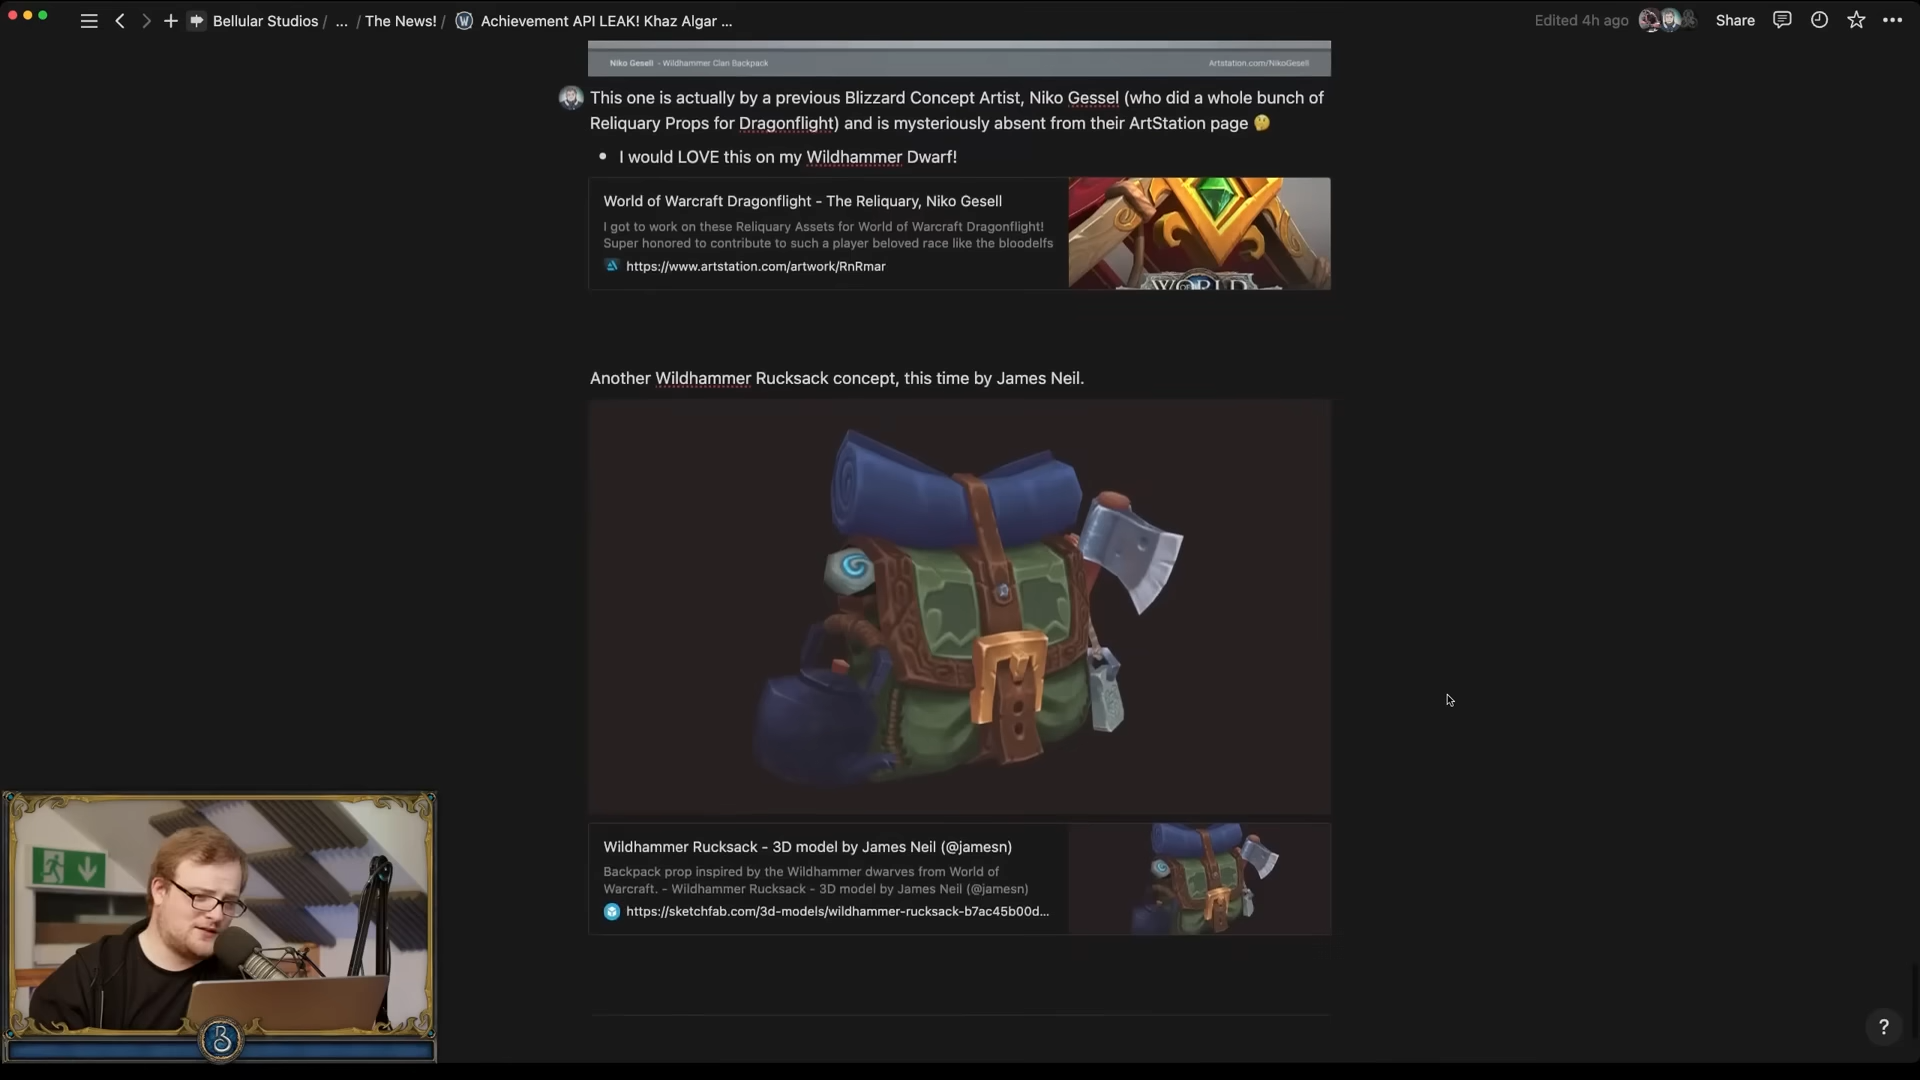 Bellular Studios / ... / The News! / Achievement API LEAK! Khaz Algar ...
Edited 4h ago Share
Niko Gesell - Wildhammer Clan Backpack Artstation.com/NikoGesell
This one is actually by a previous Blizzard Concept Artist, Niko Gessel (who did a whole bunch of
Reliquary Props for Dragonflight) and is mysteriously absent from their ArtStation page 🤔
• I would LOVE this on my Wildhammer Dwarf!
World of Warcraft Dragonflight - The Reliquary, Niko Gesell
I got to work on these Reliquary Assets for World of Warcraft Dragonflight!
Super honored to contribute to such a player beloved race like the bloodelfs
https://www.artstation.com/artwork/RnRmar
WORLD
OF
Another Wildhammer Rucksack concept, this time by James Neil.
Wildhammer Rucksack - 3D model by James Neil (@jamesn)
Backpack prop inspired by the Wildhammer dwarves from World of
Warcraft. - Wildhammer Rucksack - 3D model by James Neil (@jamesn)
https://sketchfab.com/3d-models/wildhammer-rucksack-b7ac45b00d...
B
?